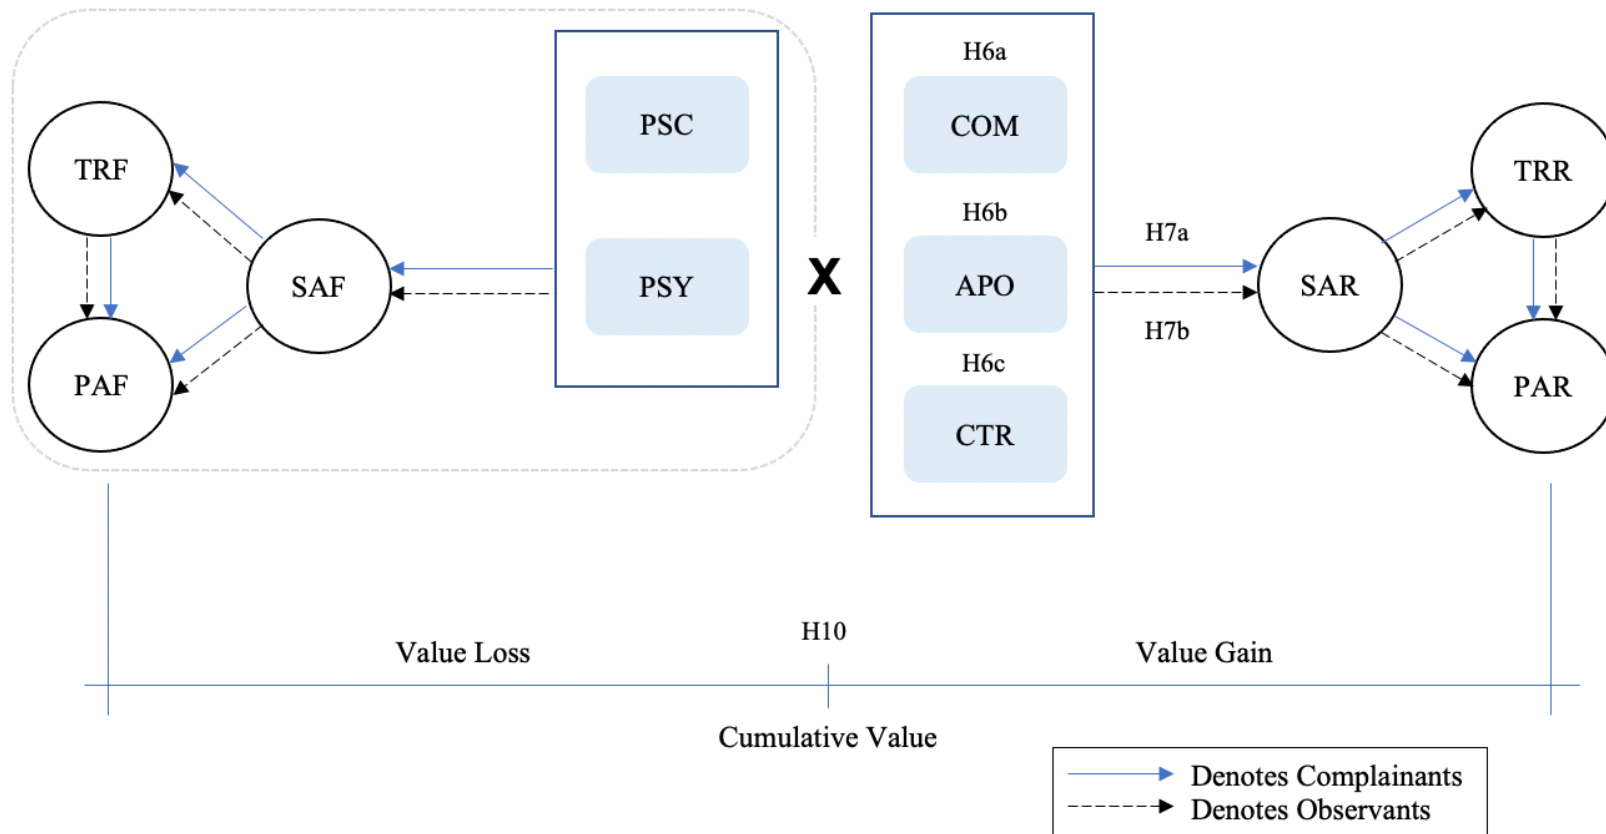 H6a
PSC
COM
TRF
TRR
H6b
H7a
SAF
PSY
X
APO
SAR
H7b
H6c
PAF
PAR
CTR
H10
Value Loss
Value Gain
Cumulative Value
Denotes Complainants
Denotes Observants